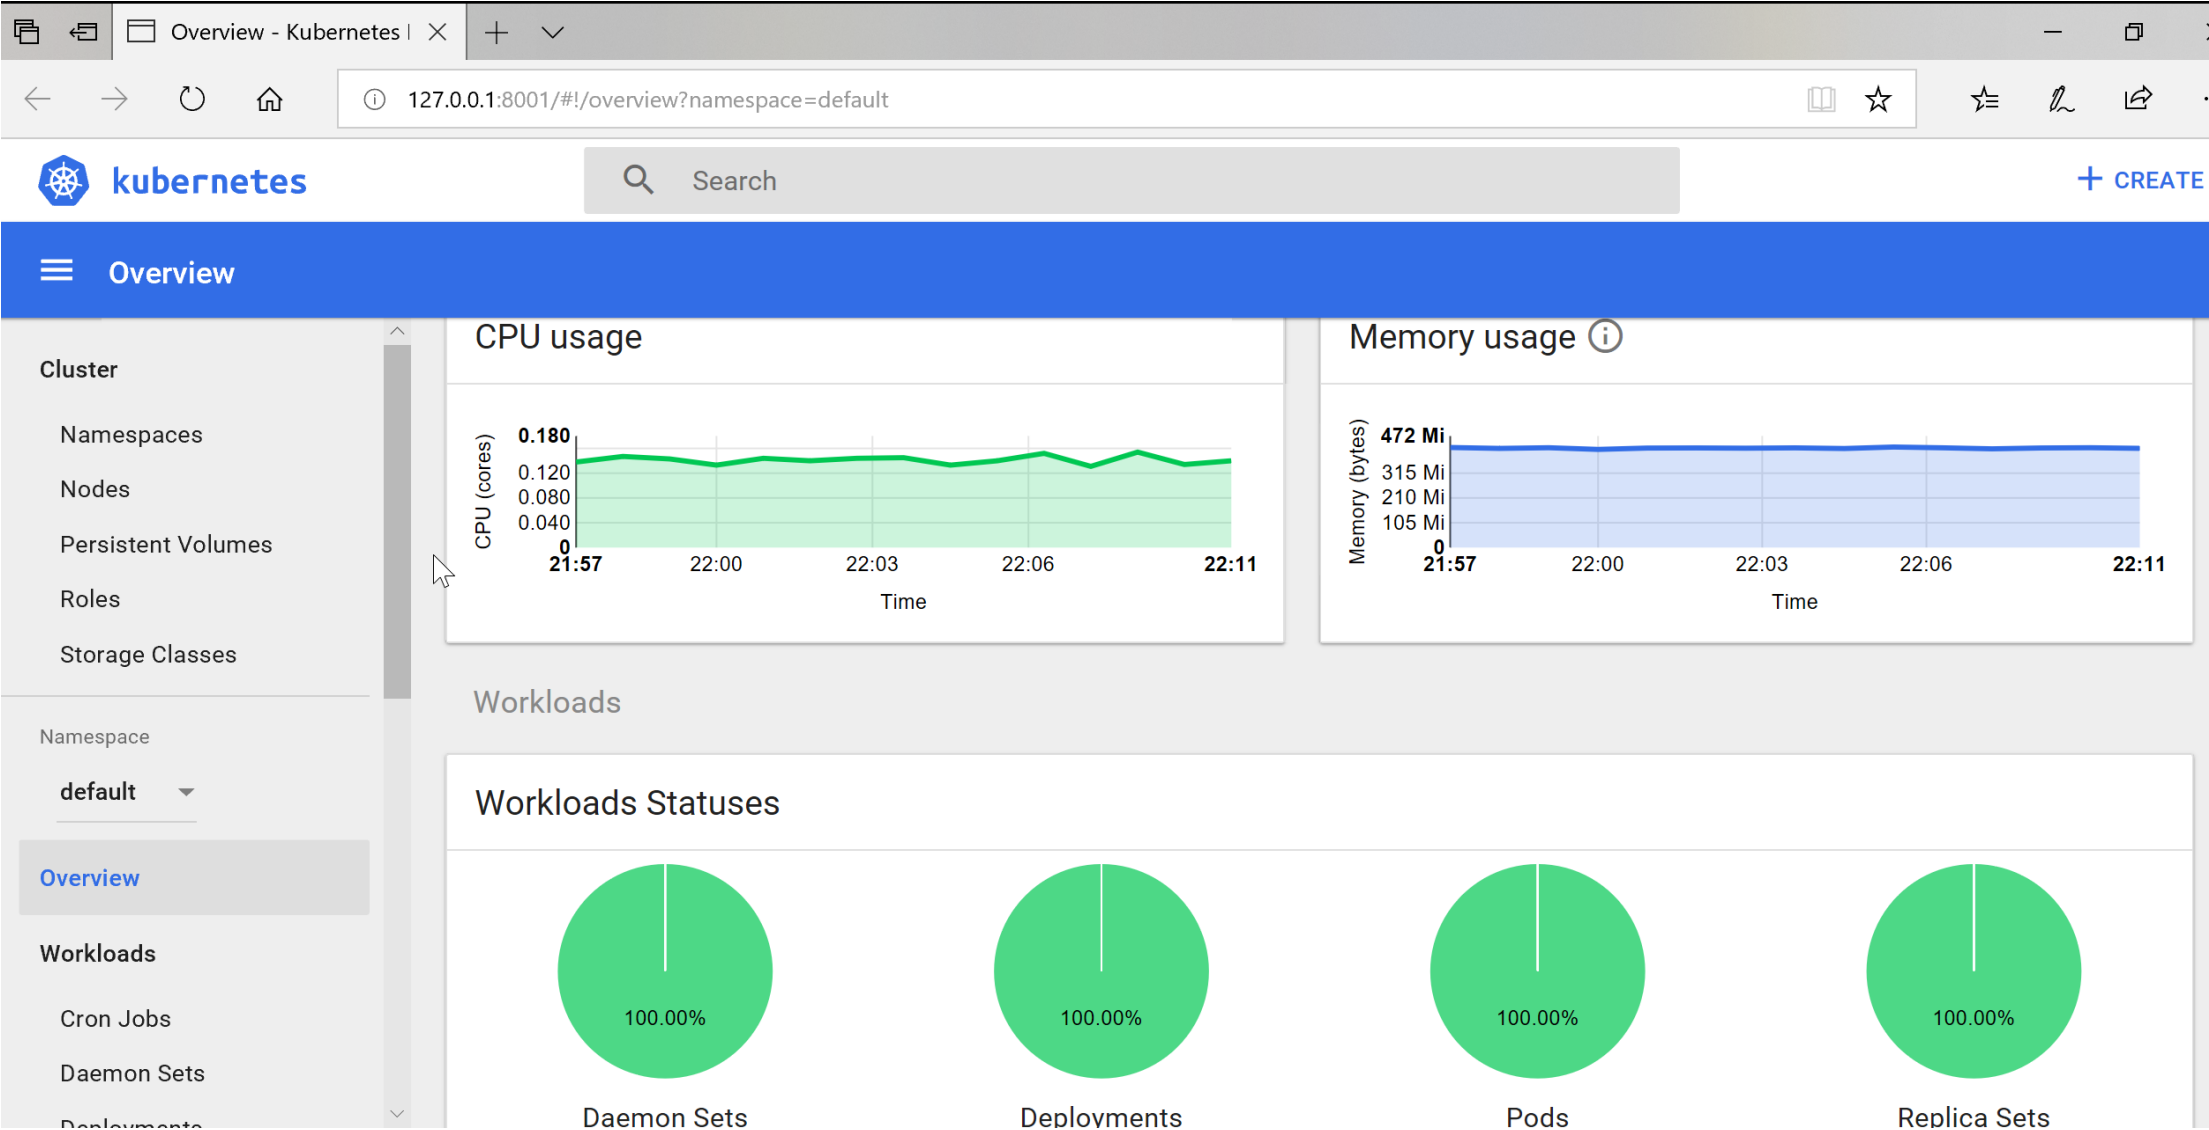 Overview - Kubernetes
127.0.0.1:8001/#!/overview?namespace=default
kubernetes
Search
+ CREATE
Overview
Cluster
Namespaces
Nodes
Persistent Volumes
Roles
Storage Classes
Namespace
default
Overview
Workloads
Cron Jobs
Daemon Sets
Deployments
CPU usage
CPU (cores)
0.180
0.120
0.080
0.040
0
21:57 22:00 22:03 22:06 22:11
Time
Memory usage
Memory (bytes)
472 Mi
315 Mi
210 Mi
105 Mi
0
21:57 22:00 22:03 22:06 22:11
Time
Workloads
Workloads Statuses
100.00% 100.00% 100.00% 100.00%
Daemon Sets Deployments Pods Replica Sets